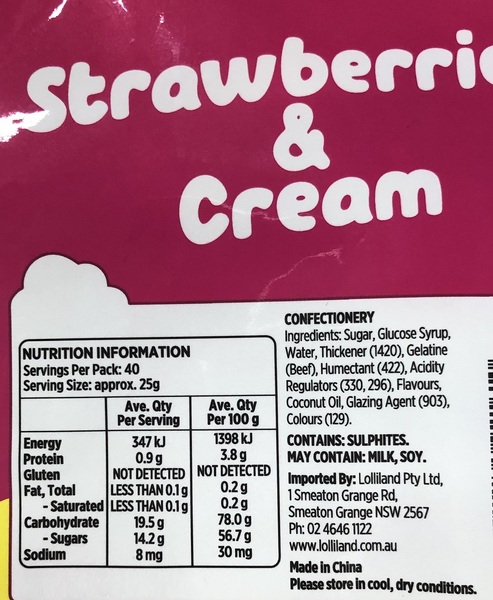 Strawberri
&
Cream
NUTRITION INFORMATION
Servings Per Pack: 40
Serving Size: approx. 25g
Ave. Qty Per Serving Ave. Qty Per 100 g
Energy 347 kJ 1398 kJ
Protein 0.9 g 3.8 g
Gluten NOT DETECTED NOT DETECTED
Fat, Total LESS THAN 0.1 g 0.2 g
- Saturated LESS THAN 0.1 g 0.2 g
Carbohydrate 19.5 g 78.0 g
- Sugars 14.2 g 56.7 g
Sodium 8 mg 30 mg
CONFECTIONERY
Ingredients: Sugar, Glucose Syrup,
Water, Thickener (1420), Gelatine
(Beef), Humectant (422), Acidity
Regulators (330, 296), Flavours,
Coconut Oil, Glazing Agent (903),
Colours (129).
CONTAINS: SULPHITES.
MAY CONTAIN: MILK, SOY.
Imported By: Lolliland Pty Ltd,
1 Smeaton Grange Rd,
Smeaton Grange NSW 2567
Ph: 02 4646 1122
www.lolliland.com.au
Made in China
Please store in cool, dry conditions.